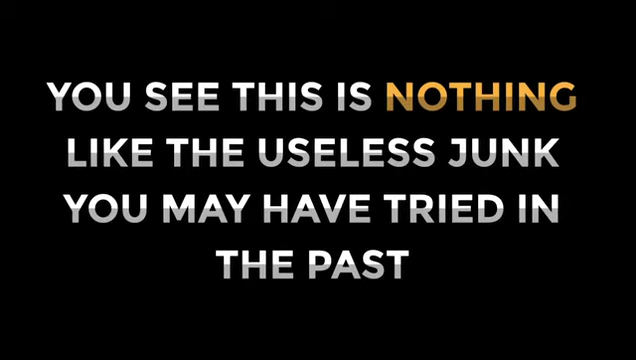 YOU SEE THIS IS NOTHING
LIKE THE USELESS JUNK
YOU MAY HAVE TRIED IN
THE PAST